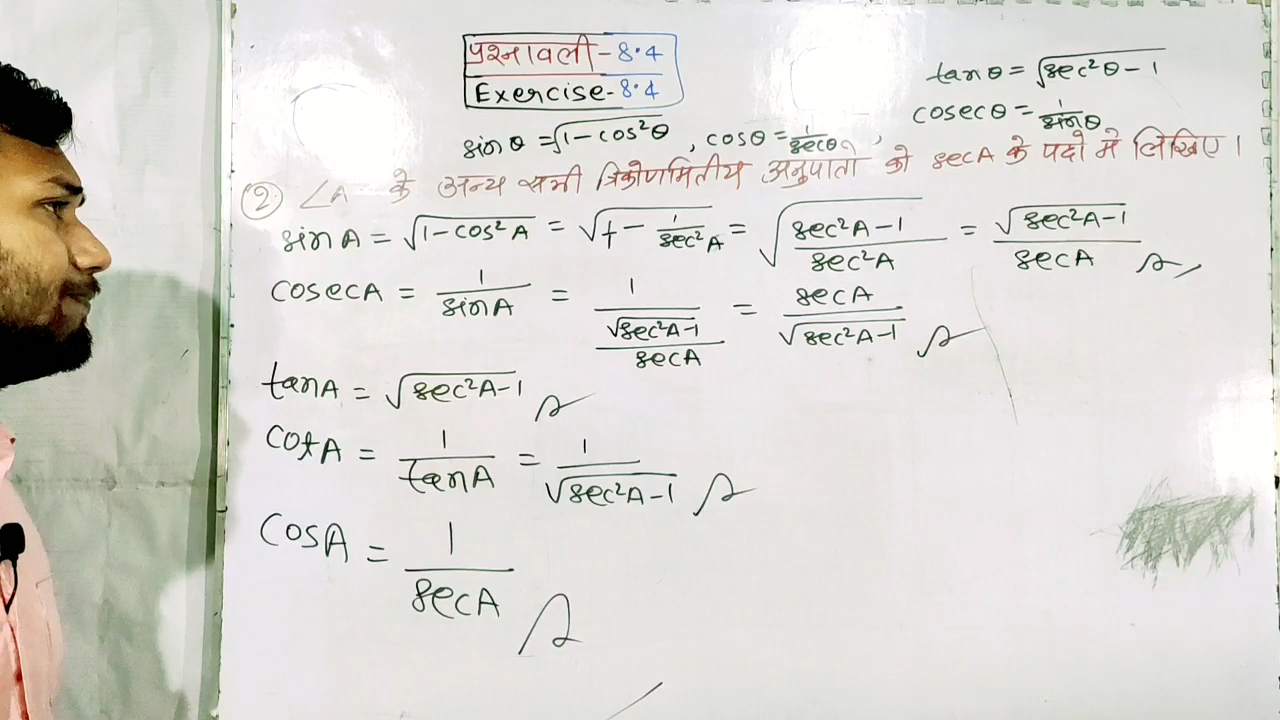 प्रश्नावली-8.4
Exercise-8.4
tanθ = √(sec²θ-1)
cosecθ = 1/sinθ
sinθ = √(1-cos²θ) , cosθ = 1/secθ ,
② ∠A के अन्य सभी त्रिकोणमितीय अनुपातो को secA के पदो मे लिखिए।
sinA = √(1-cos²A) = √(1-1/sec²A) = √((sec²A-1)/sec²A) = √(sec²A-1)/secA
cosecA = 1/sinA = 1/(√(sec²A-1)/secA) = secA/√(sec²A-1)
tanA = √(sec²A-1)
cotA = 1/tanA = 1/√(sec²A-1)
cosA = 1/secA